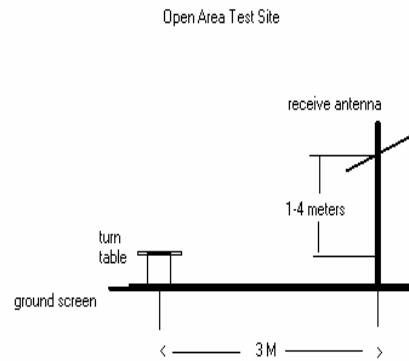 Open Area Test Site
receive antenna
1-4 meters
turn
table
ground screen
3 M